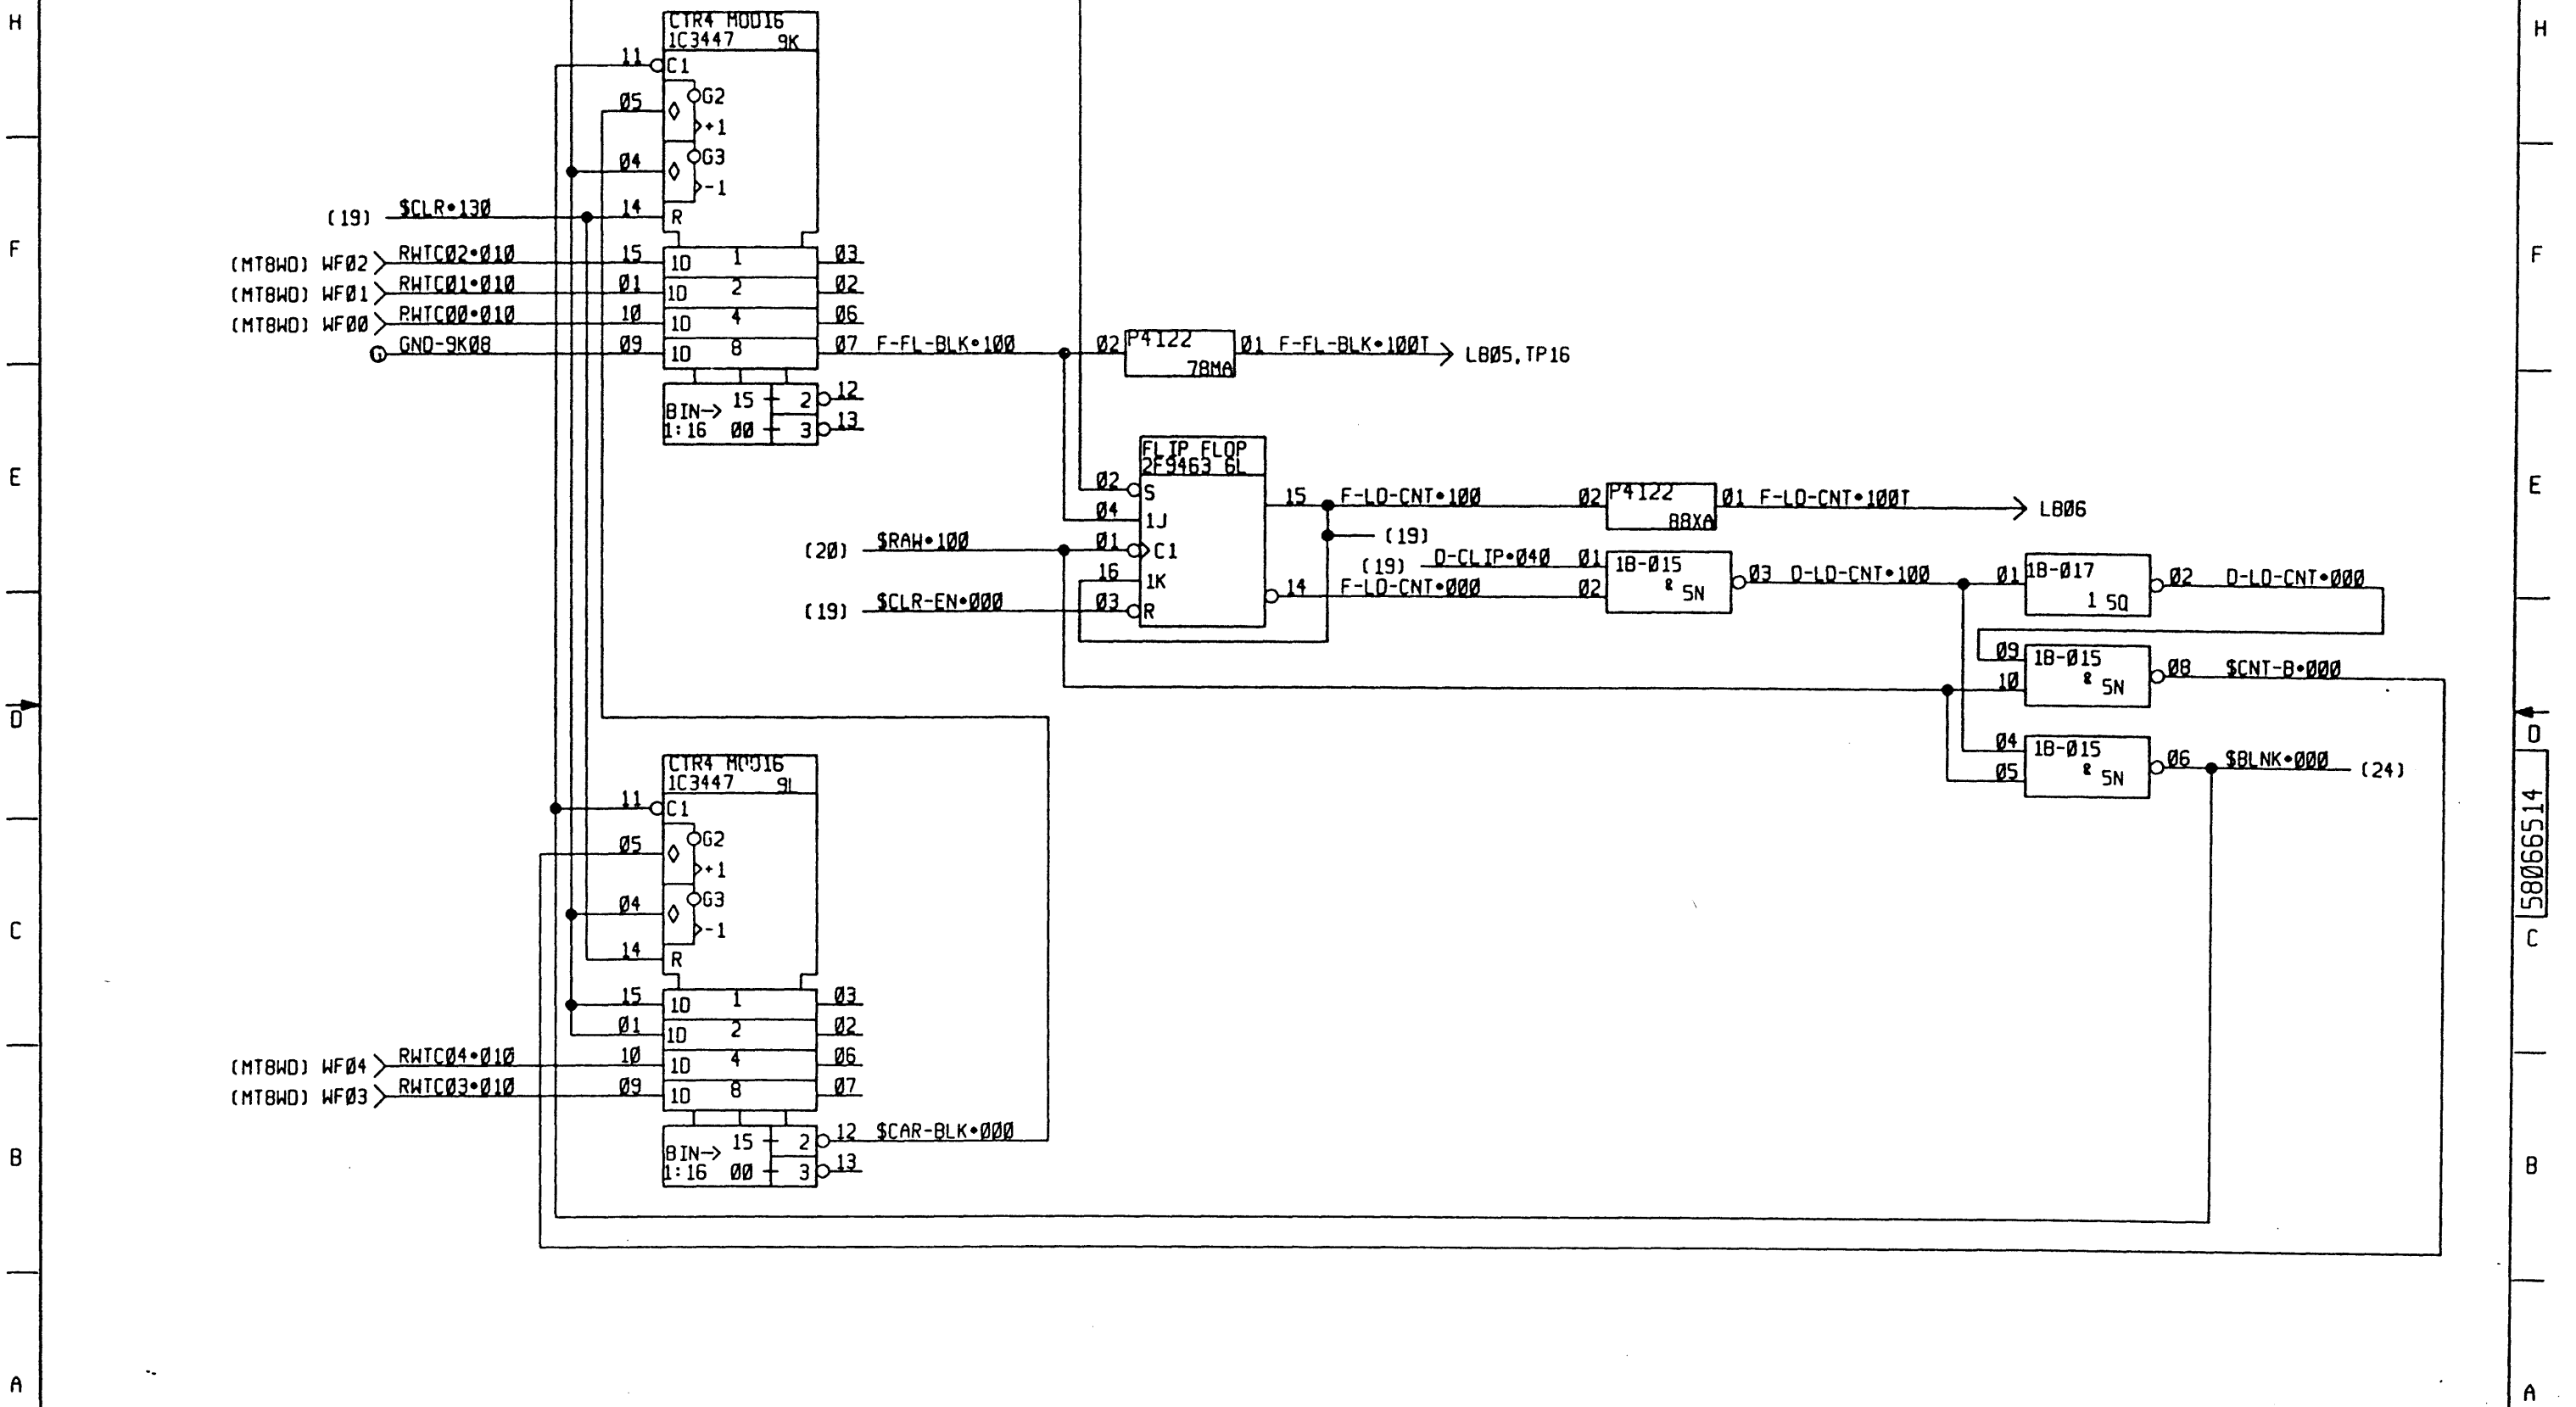 H
H
CTR4 MOD16
1C3447 9K
11 C1
05 G2
+1
04 G3
-1
(19) $CLR•130 14 R
F
F
(MT8WD) WF02 RWTC02•010 15 1D 1 03
(MT8WD) WF01 RWTC01•010 01 1D 2 02
(MT8WD) WF00 RWTC00•010 10 1D 4 06
G GND-9K08 09 1D 8 07 F-FL-BLK•100 02 P4122 01 F-FL-BLK•100T LB05,TP16
78MA
BIN→ 15 2 12
1:16 00 3 13
E
E
FLIP FLOP
2F9463 6L
02 S
15 F-LD-CNT•100 02 P4122 01 F-LD-CNT•100T LB06
88XA
04 1J
(19)
(20) $RAW•100 01 C1
(19) D-CLIP•040 01 1B-015
& 5N
03 D-LD-CNT•100 01 1B-017 02 D-LD-CNT•000
1 5Q
16 1K
14 F-LD-CNT•000 02
(19) $CLR-EN•000 03 R
09 1B-015 08 $CNT-B•000
10 & 5N
D
D
04 1B-015 06 $BLNK•000 (24)
05 & 5N
58066514
CTR4 MOD16
1C3447 9L
11 C1
05 G2
+1
04 G3
-1
C
C
14 R
15 1D 1 03
01 1D 2 02
(MT8WD) WF04 RWTC04•010 10 1D 4 06
(MT8WD) WF03 RWTC03•010 09 1D 8 07
BIN→ 15 2 12 $CAR-BLK•000
1:16 00 3 13
B
B
A
A